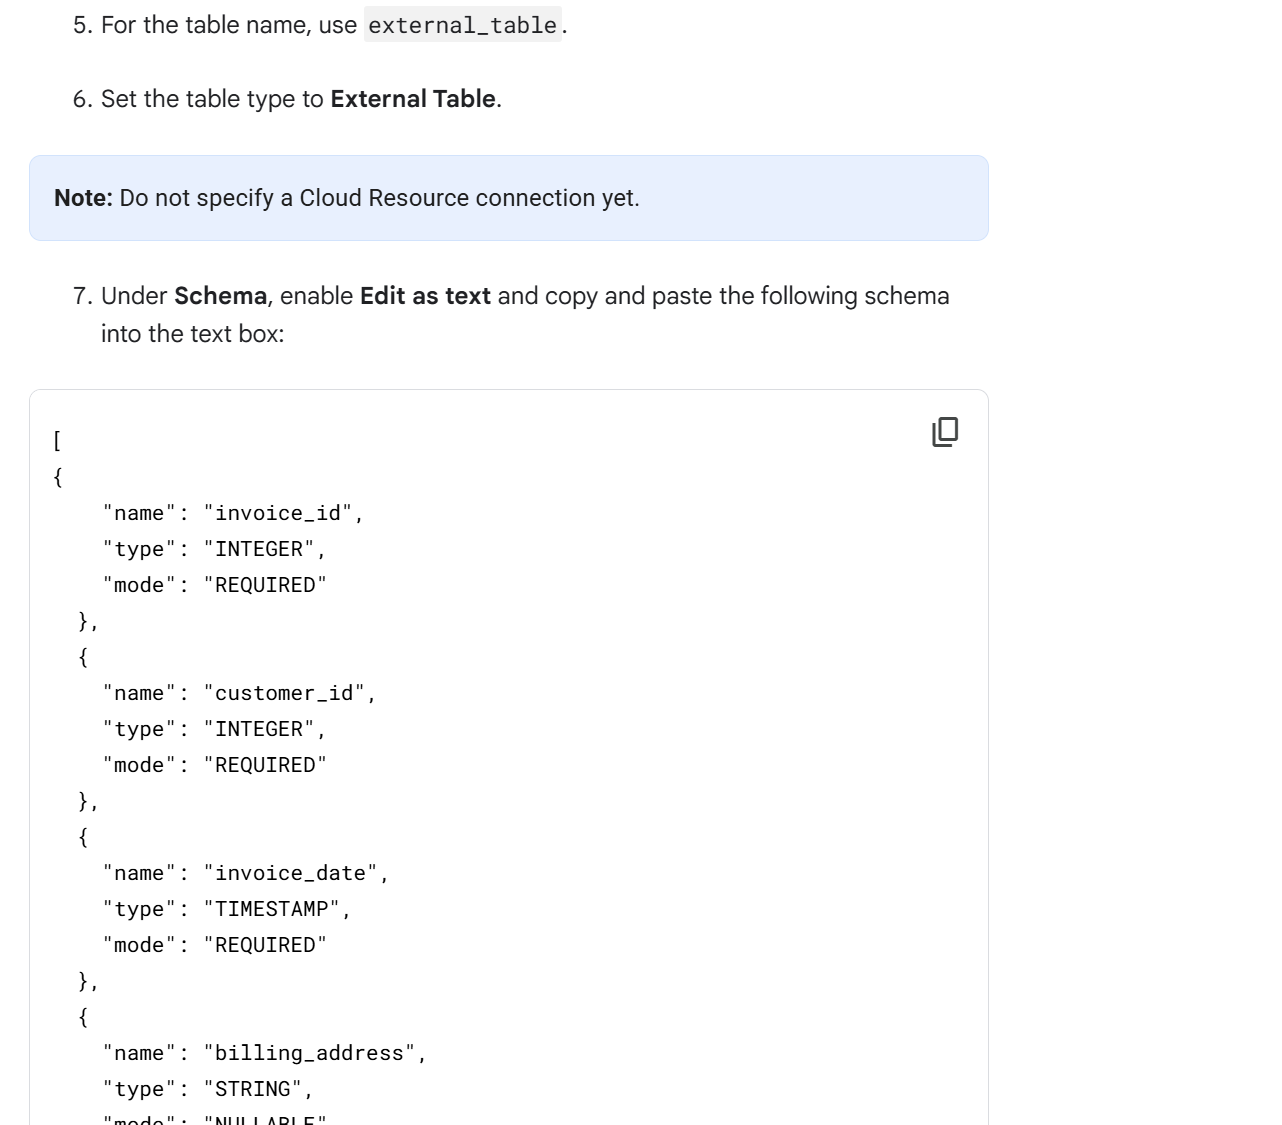 5. For the table name, use external_table.
6. Set the table type to External Table.
Note: Do not specify a Cloud Resource connection yet.
7. Under Schema, enable Edit as text and copy and paste the following schema
into the text box:
[
{
    "name": "invoice_id",
    "type": "INTEGER",
    "mode": "REQUIRED"
  },
  {
    "name": "customer_id",
    "type": "INTEGER",
    "mode": "REQUIRED"
  },
  {
    "name": "invoice_date",
    "type": "TIMESTAMP",
    "mode": "REQUIRED"
  },
  {
    "name": "billing_address",
    "type": "STRING",
    "mode": "NULLABLE"